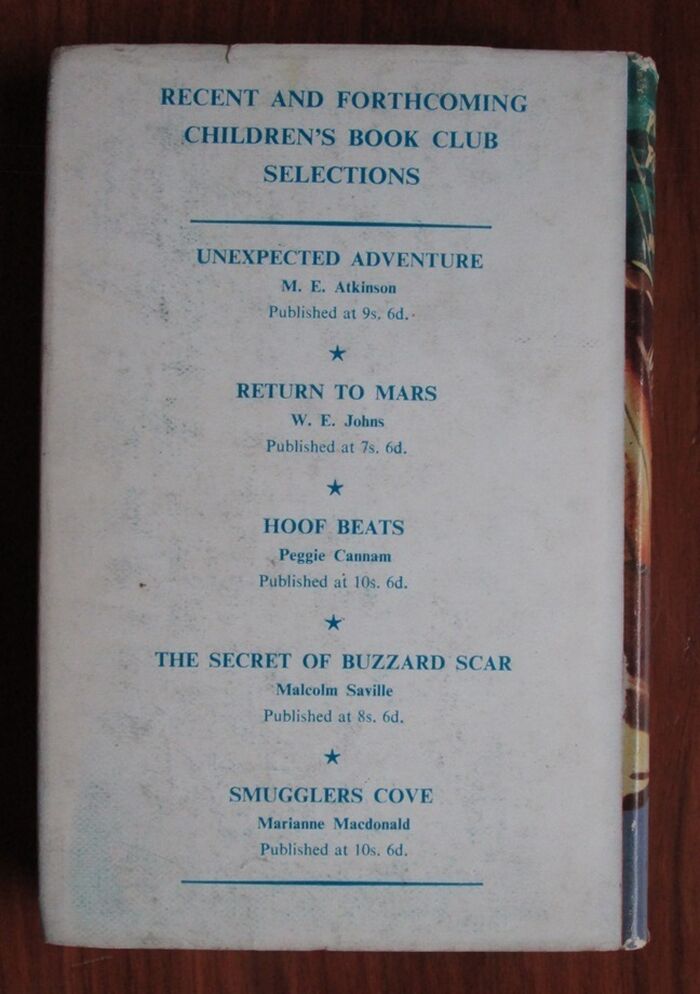 RECENT AND FORTHCOMING
CHILDREN'S BOOK CLUB
SELECTIONS
UNEXPECTED ADVENTURE
M. E. Atkinson
Published at 9s. 6d.
★
RETURN TO MARS
W. E. Johns
Published at 7s. 6d.
★
HOOF BEATS
Peggie Cannam
Published at 10s. 6d.
★
THE SECRET OF BUZZARD SCAR
Malcolm Saville
Published at 8s. 6d.
★
SMUGGLERS COVE
Marianne Macdonald
Published at 10s. 6d.